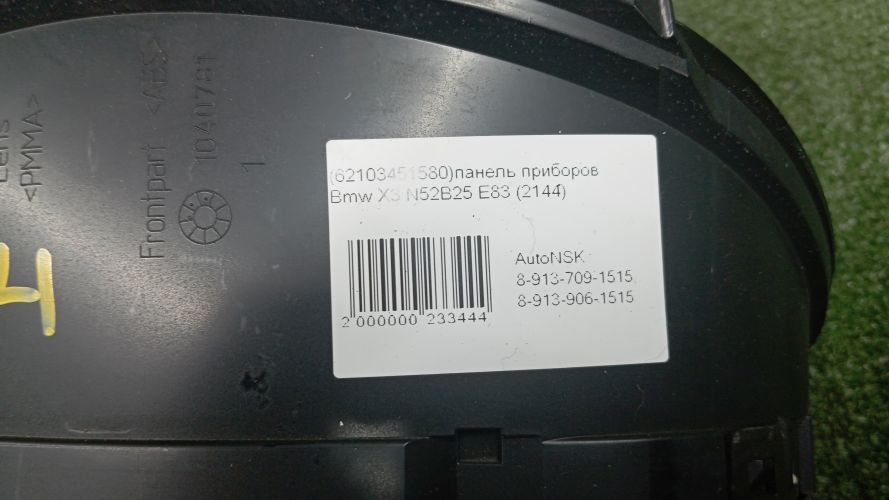 Lens
<PMMA>
Frontpart <ABS>
1040781
1
(62103451580)панель приборов
Bmw X3 N52B25 E83 (2144)
AutoNSK
8-913-709-1515
8-913-906-1515
2 000000 233444